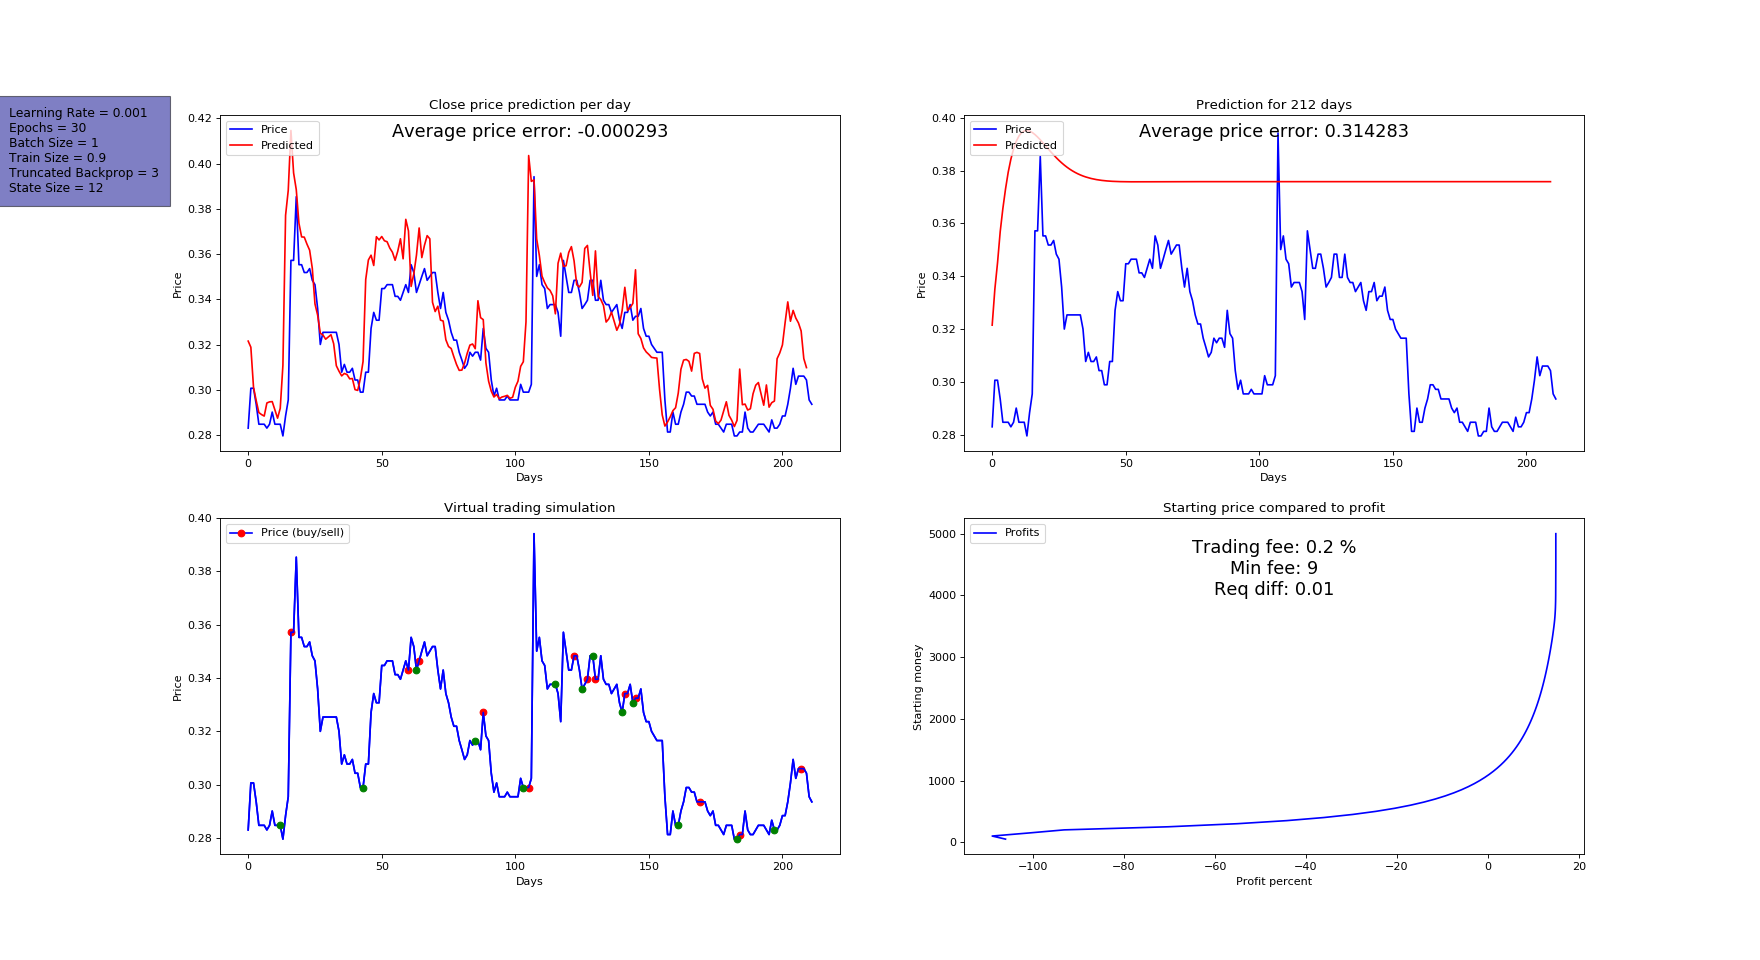 Learning Rate = 0.001
Epochs = 30
Batch Size = 1
Train Size = 0.9
Truncated Backprop = 3
State Size = 12
Close price prediction per day
Average price error: -0.000293
Price
Predicted
0.42
0.40
0.38
0.36
0.34
0.32
0.30
0.28
Price
0
50
100
150
200
Days
Prediction for 212 days
Average price error: 0.314283
Price
Predicted
0.40
0.38
0.36
0.34
0.32
0.30
0.28
Price
0
50
100
150
200
Days
Virtual trading simulation
Price (buy/sell)
0.40
0.38
0.36
0.34
0.32
0.30
0.28
Price
0
50
100
150
200
Days
Starting price compared to profit
Profits
Trading fee: 0.2 %
Min fee: 9
Req diff: 0.01
5000
4000
3000
2000
1000
0
Starting money
−100
−80
−60
−40
−20
0
20
Profit percent